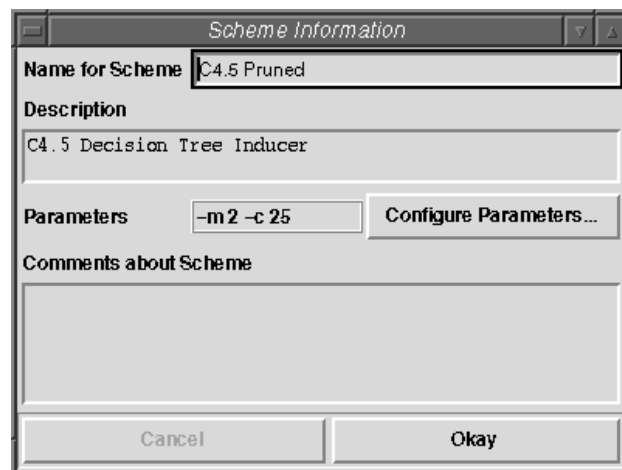 Scheme Information
Name for Scheme C4.5 Pruned
Description
C4.5 Decision Tree Inducer
Parameters -m 2 -c 25 Configure Parameters...
Comments about Scheme
Cancel Okay